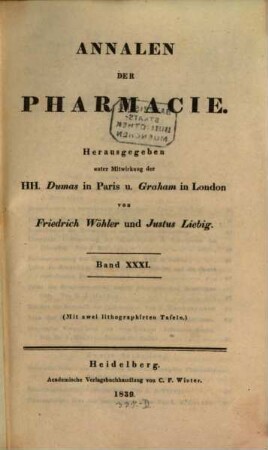 ANNALEN
DER
PHARMACIE.
Herausgegeben
unter Mitwirkung der
HH. Dumas in Paris u. Graham in London
von
Friedrich Wöhler und Justus Liebig.
Band XXXI.
(Mit zwei lithographirten Tafeln.)
Heidelberg.
Academische Verlagsbuchhandlung von C. F. Winter.
1839.